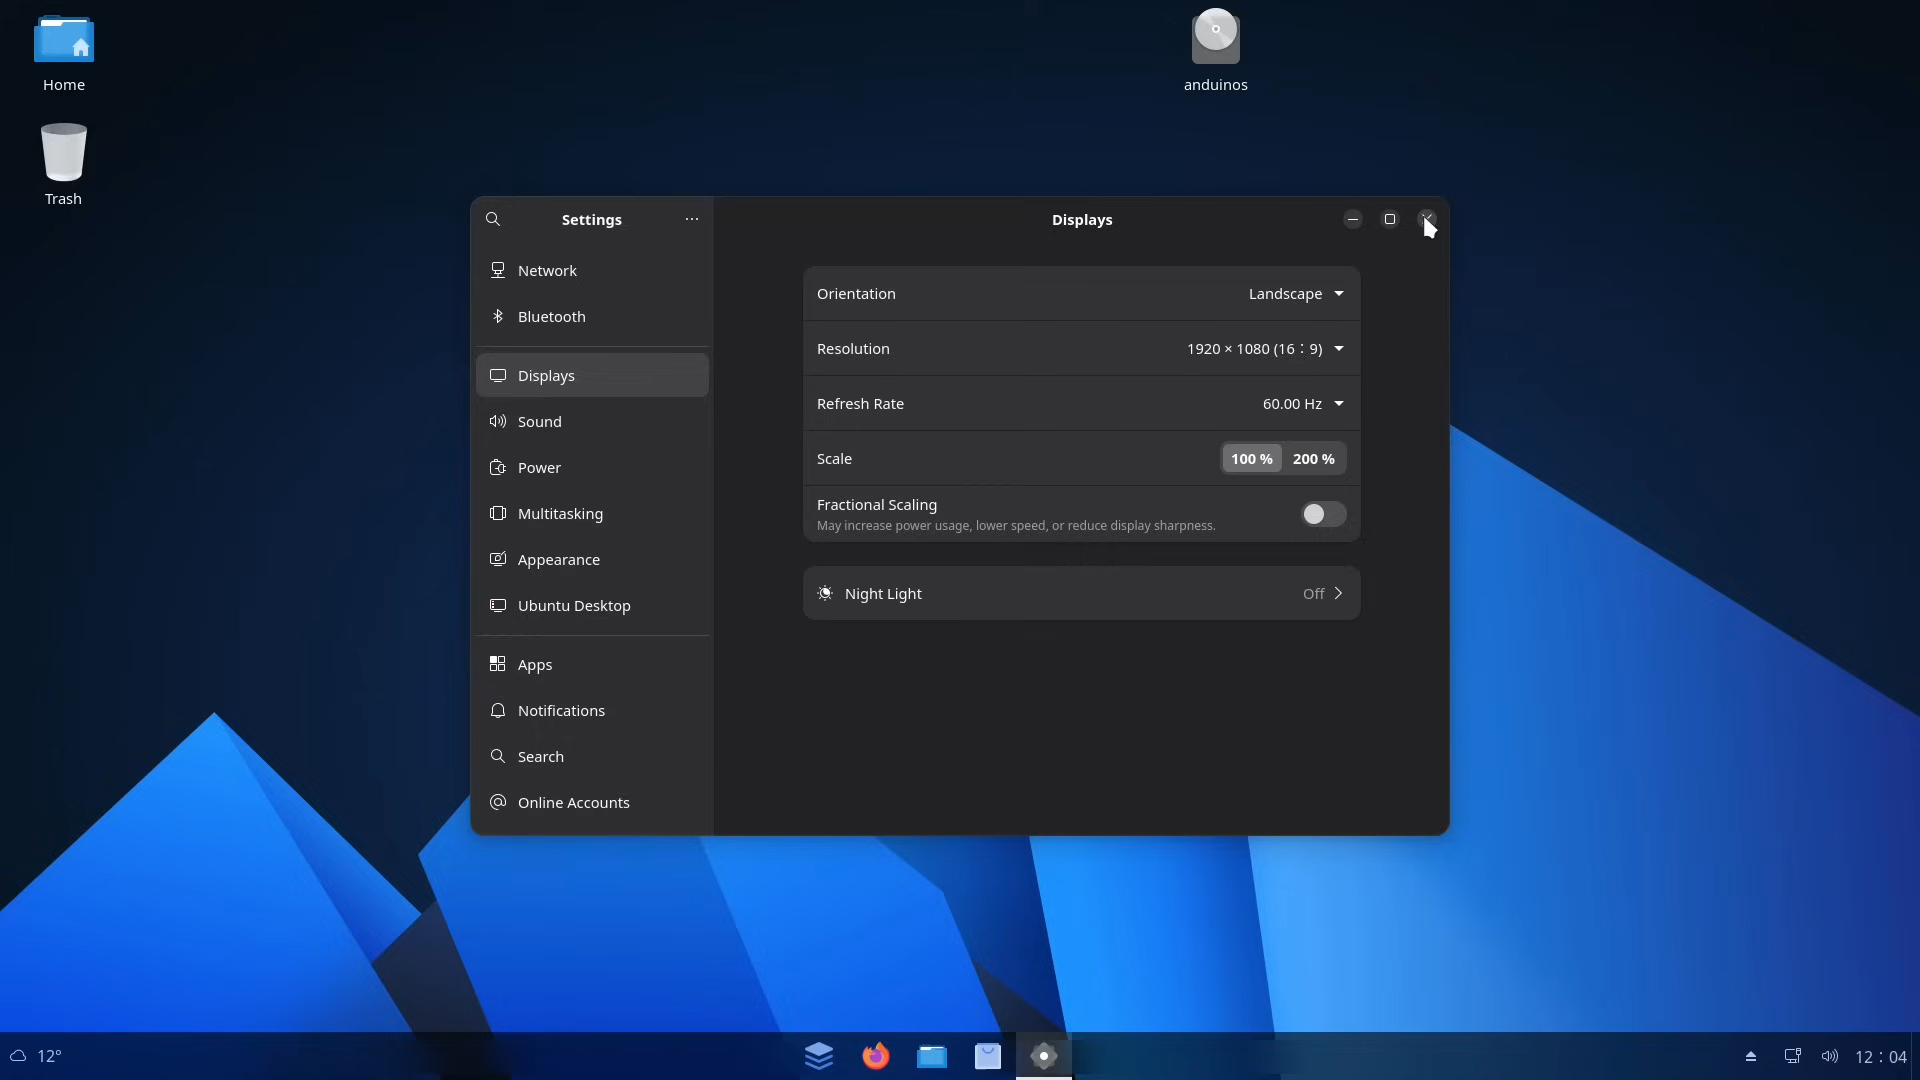 Home
anduinos
Trash
Settings
Displays
Network
Bluetooth
Displays
Sound
Power
Multitasking
Appearance
Ubuntu Desktop
Apps
Notifications
Search
Online Accounts
Orientation Landscape
Resolution 1920 × 1080 (16∶9)
Refresh Rate 60.00 Hz
Scale 100 % 200 %
Fractional Scaling
May increase power usage, lower speed, or reduce display sharpness.
Night Light Off
12°
12∶04